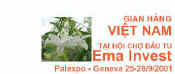 GIAN HÀNG
VIỆT NAM
TẠI HỘI CHỢ ĐẦU TƯ
Ema Invest
Palexpo - Geneva 25-28/9/2001